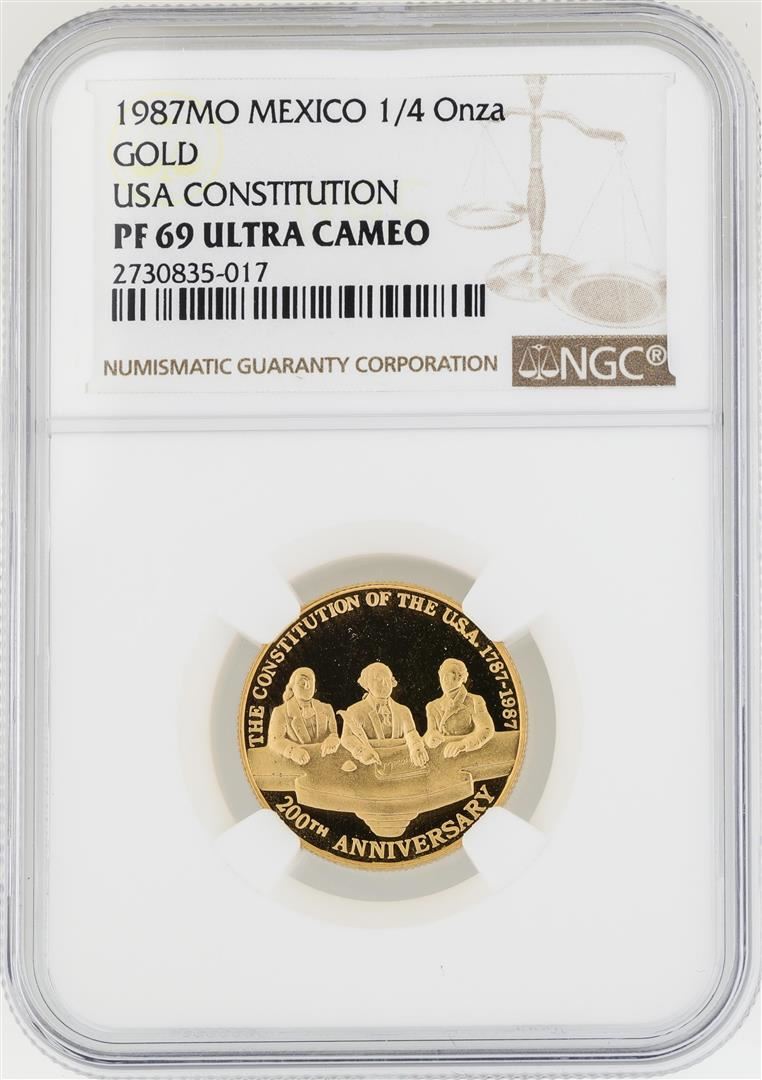 1987MO MEXICO 1/4 Onza
GOLD
USA CONSTITUTION
PF 69 ULTRA CAMEO
2730835-017
NUMISMATIC GUARANTY CORPORATION
NGC®
THE CONSTITUTION OF THE U.S.A. 1787-1987
200TH ANNIVERSARY